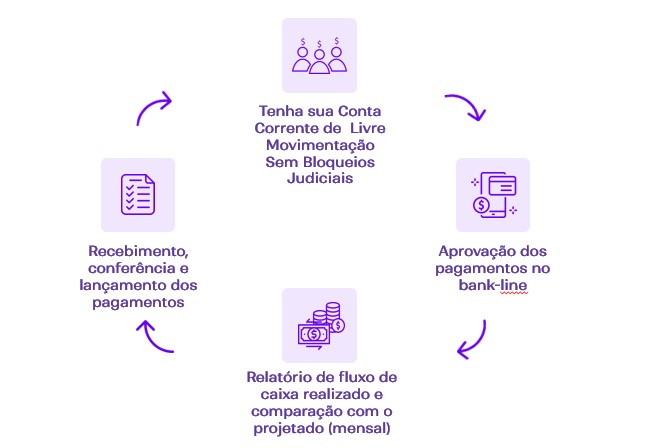 Tenha sua Conta
Corrente de Livre
Movimentação
Sem Bloqueios
Judiciais
Aprovação dos
pagamentos no
bank-line
Relatório de fluxo de
caixa realizado e
comparação com o
projetado (mensal)
Recebimento,
conferência e
lançamento dos
pagamentos